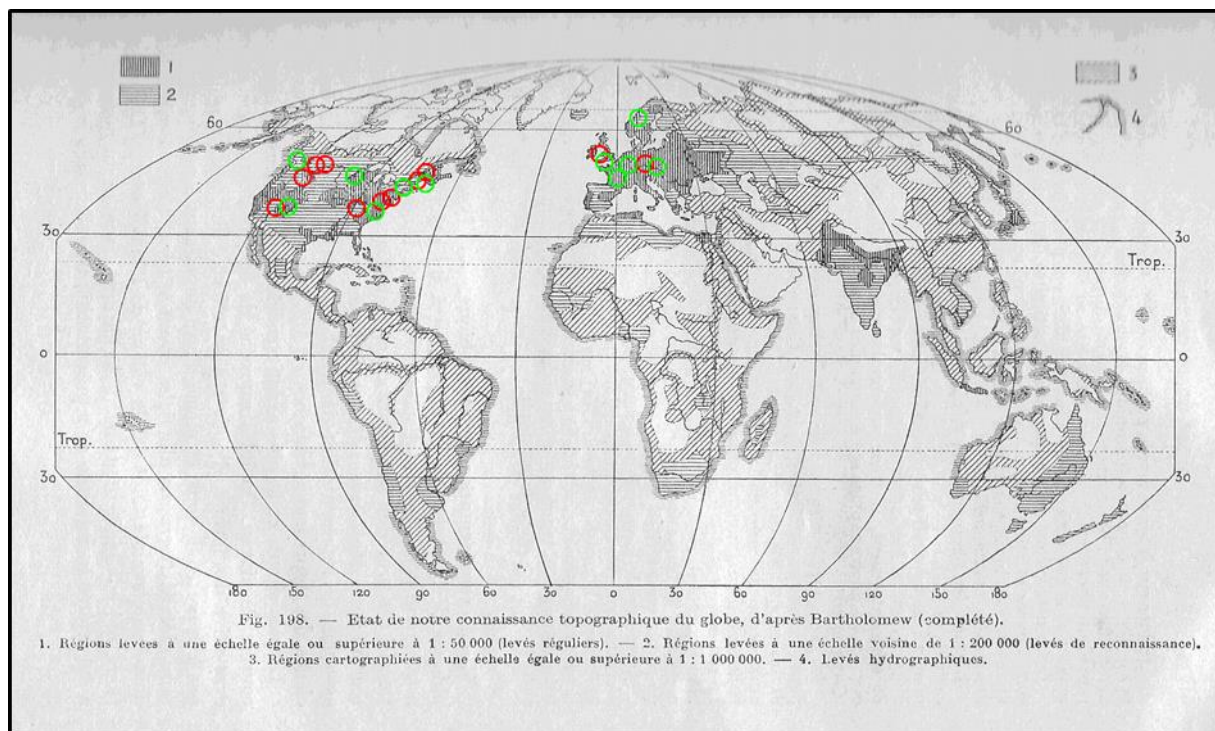 1
2
3
4
60
60
30
30
Trop.
0
0
Trop.
30
30
180 150 120 90 60 30 0 30 60 90 120 150 180
Fig. 198. — Etat de notre connaissance topographique du globe, d'après Bartholomew (complété).
1. Régions levées à une échelle égale ou supérieure à 1 : 50 000 (levés réguliers). — 2. Régions levées à une échelle voisine de 1 : 200 000 (levés de reconnaissance).
3. Régions cartographiées à une échelle égale ou supérieure à 1 : 1 000 000. — 4. Levés hydrographiques.